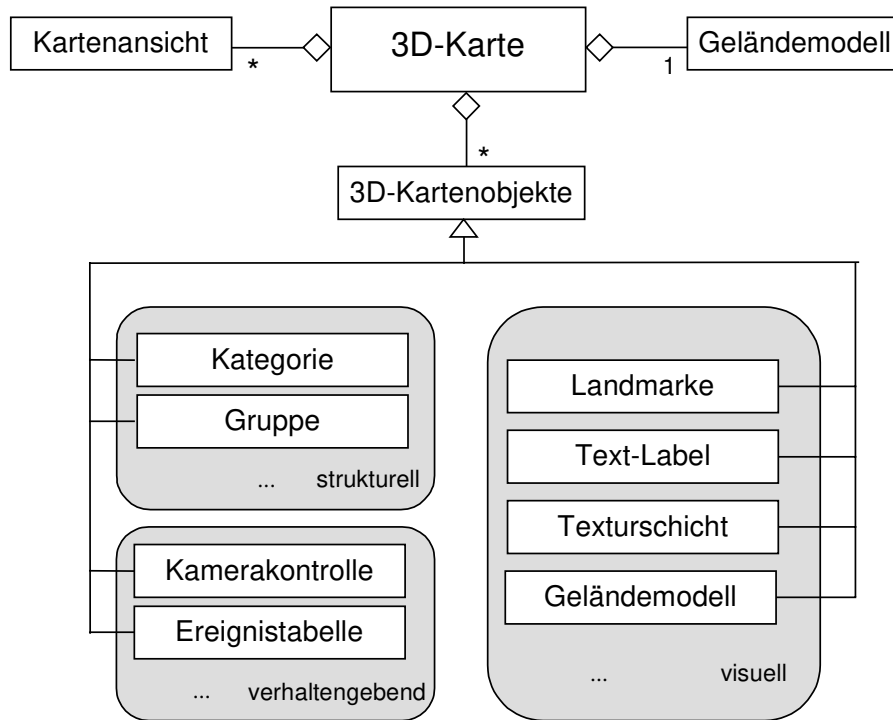 Kartenansicht
*
3D-Karte
1
Geländemodell
*
3D-Kartenobjekte
Kategorie
Gruppe
... strukturell
Kamerakontrolle
Ereignistabelle
... verhaltengebend
Landmarke
Text-Label
Texturschicht
Geländemodell
... visuell